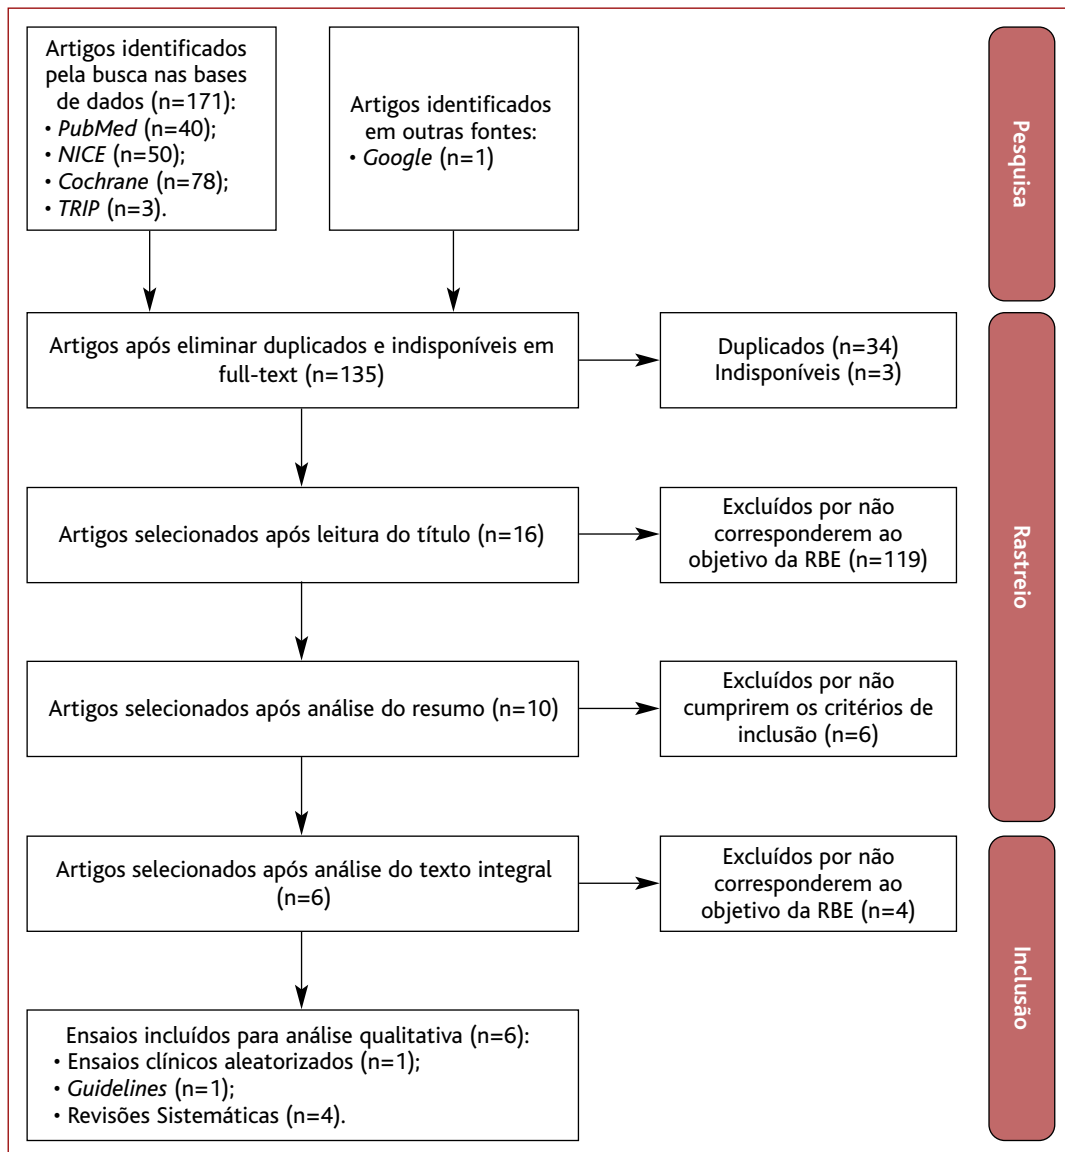 Artigos identificados
pela busca nas bases
de dados (n=171):
• PubMed (n=40);
• NICE (n=50);
• Cochrane (n=78);
• TRIP (n=3).
Artigos identificados
em outras fontes:
• Google (n=1)
Pesquisa
Artigos após eliminar duplicados e indisponíveis em
full-text (n=135)
Duplicados (n=34)
Indisponíveis (n=3)
Artigos selecionados após leitura do título (n=16)
Excluídos por não
corresponderem ao
objetivo da RBE (n=119)
Rastreio
Artigos selecionados após análise do resumo (n=10)
Excluídos por não
cumprirem os critérios de
inclusão (n=6)
Artigos selecionados após análise do texto integral
(n=6)
Excluídos por não
corresponderem ao
objetivo da RBE (n=4)
Inclusão
Ensaios incluídos para análise qualitativa (n=6):
• Ensaios clínicos aleatorizados (n=1);
• Guidelines (n=1);
• Revisões Sistemáticas (n=4).